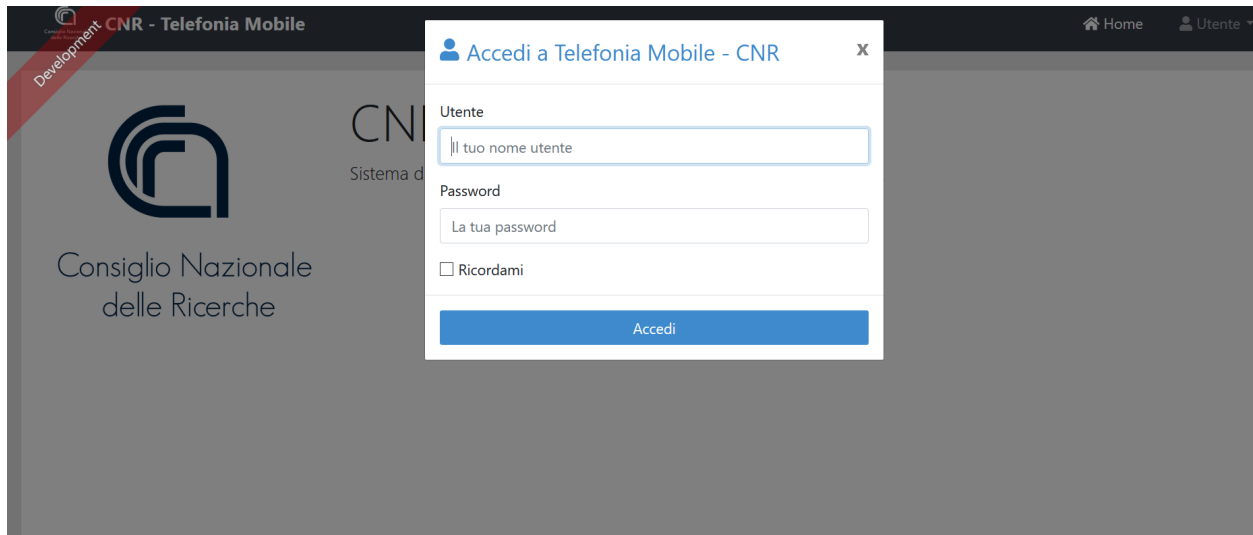 CNR - Telefonia Mobile
Home
Utente
Development
Accedi a Telefonia Mobile - CNR
x
Utente
Il tuo nome utente
Password
La tua password
Ricordami
Accedi
CN
Sistema d
Consiglio Nazionale
delle Ricerche